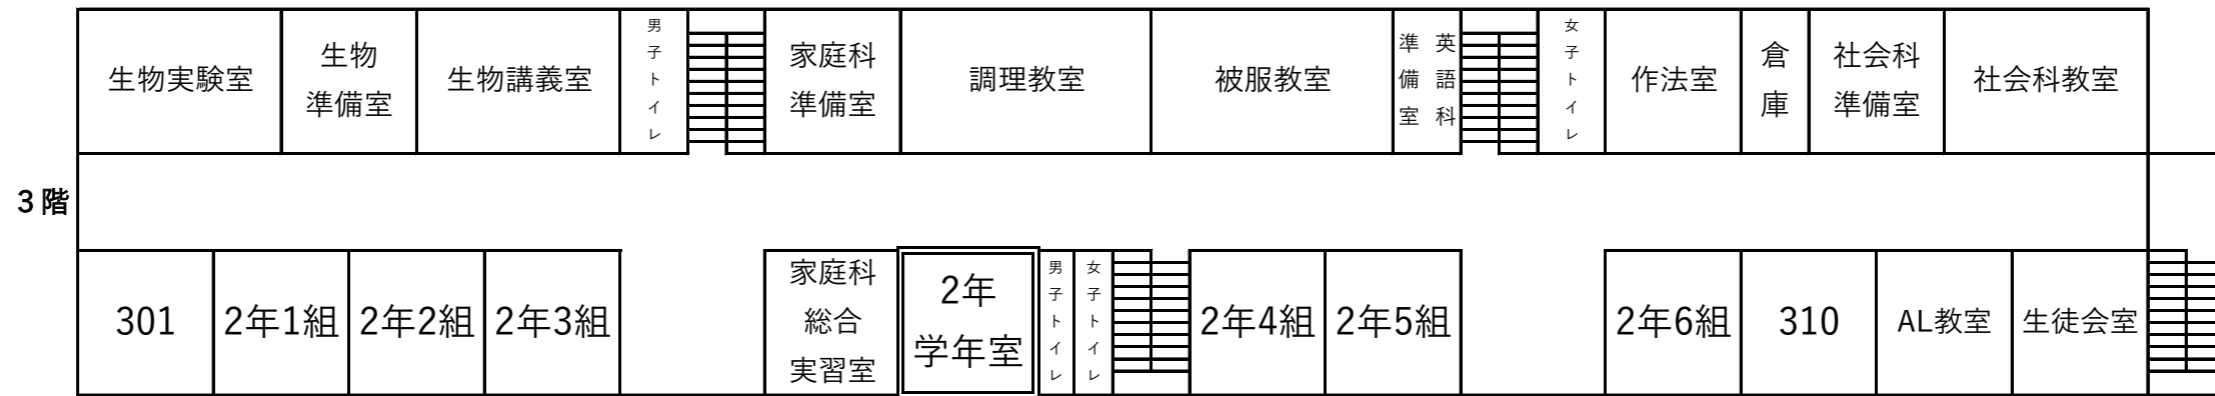 生物実験室
生物
準備室
生物講義室
男子トイレ
家庭科
準備室
調理教室
被服教室
英語科
準備室
女子トイレ
作法室
倉庫
社会科
準備室
社会科教室
3階
301
2年1組
2年2組
2年3組
家庭科
総合
実習室
2年
学年室
男子トイレ
女子トイレ
2年4組
2年5組
2年6組
310
AL教室
生徒会室